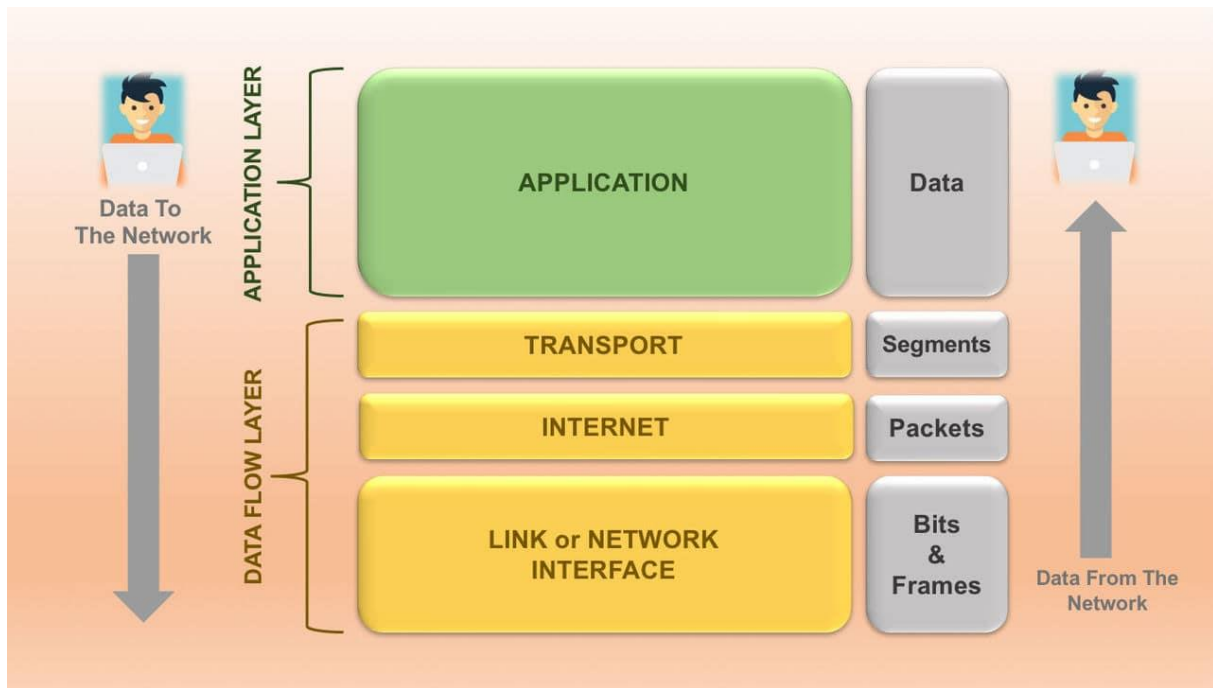 Data To
The Network
APPLICATION LAYER
APPLICATION
Data
DATA FLOW LAYER
TRANSPORT
Segments
INTERNET
Packets
LINK or NETWORK
INTERFACE
Bits
&
Frames
Data From The
Network